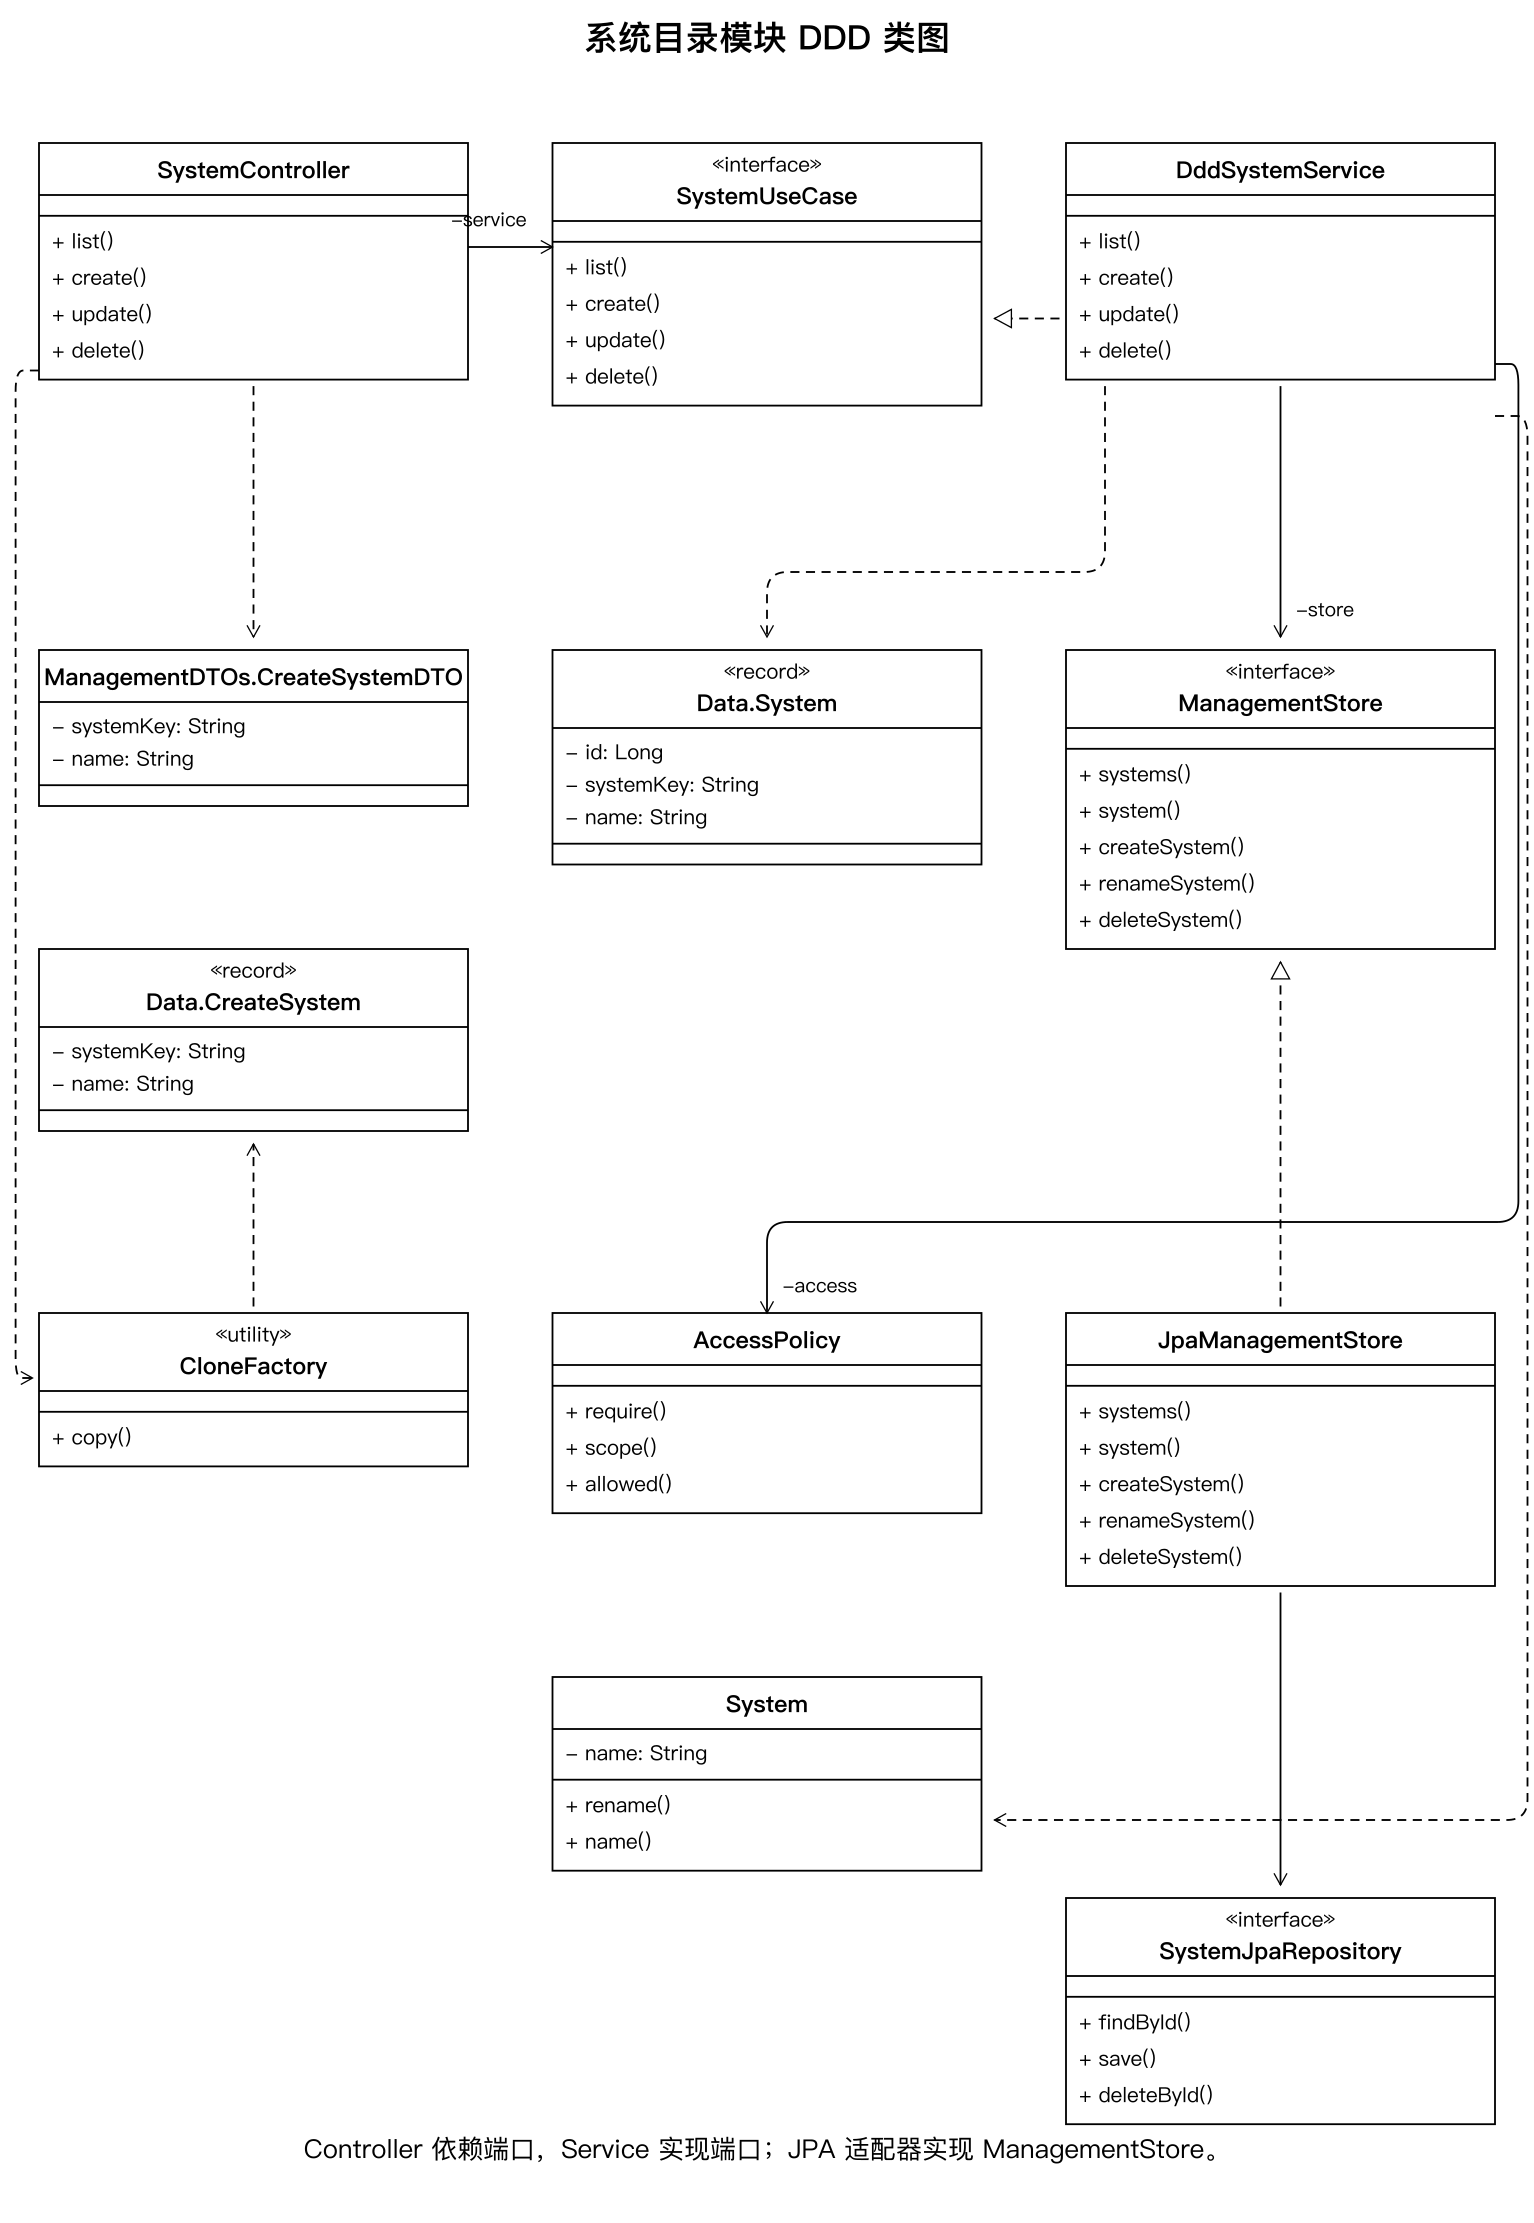 系统目录模块 DDD 类图
SystemController
+ list()
+ create()
+ update()
+ delete()
–service
«interface»
SystemUseCase
+ list()
+ create()
+ update()
+ delete()
DddSystemService
+ list()
+ create()
+ update()
+ delete()
–store
ManagementDTOs.CreateSystemDTO
– systemKey: String
– name: String
«record»
Data.System
– id: Long
– systemKey: String
– name: String
«interface»
ManagementStore
+ systems()
+ system()
+ createSystem()
+ renameSystem()
+ deleteSystem()
«record»
Data.CreateSystem
– systemKey: String
– name: String
–access
«utility»
CloneFactory
+ copy()
AccessPolicy
+ require()
+ scope()
+ allowed()
JpaManagementStore
+ systems()
+ system()
+ createSystem()
+ renameSystem()
+ deleteSystem()
System
– name: String
+ rename()
+ name()
«interface»
SystemJpaRepository
+ findById()
+ save()
+ deleteById()
Controller 依赖端口，Service 实现端口；JPA 适配器实现 ManagementStore。